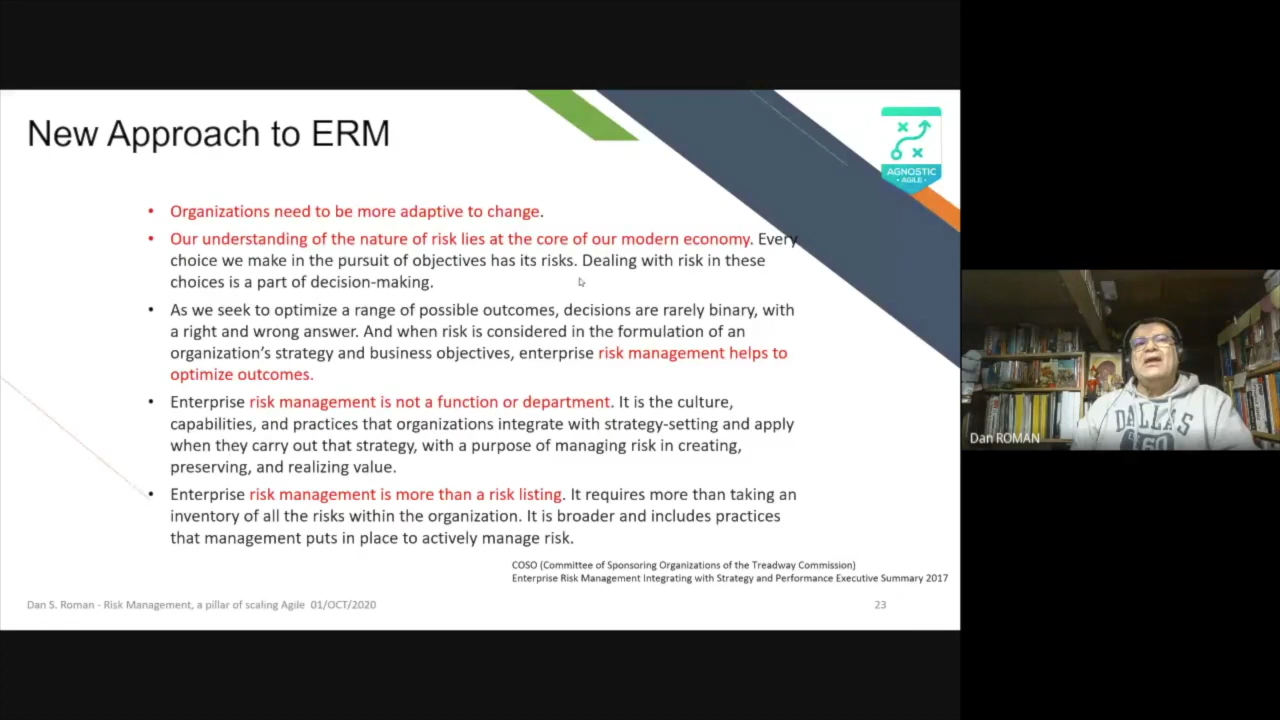 New Approach to ERM
AGNOSTIC
• AGILE •
• Organizations need to be more adaptive to change.
• Our understanding of the nature of risk lies at the core of our modern economy. Every
choice we make in the pursuit of objectives has its risks. Dealing with risk in these
choices is a part of decision-making.
• As we seek to optimize a range of possible outcomes, decisions are rarely binary, with
a right and wrong answer. And when risk is considered in the formulation of an
organization's strategy and business objectives, enterprise risk management helps to
optimize outcomes.
• Enterprise risk management is not a function or department. It is the culture,
capabilities, and practices that organizations integrate with strategy-setting and apply
when they carry out that strategy, with a purpose of managing risk in creating,
preserving, and realizing value.
• Enterprise risk management is more than a risk listing. It requires more than taking an
inventory of all the risks within the organization. It is broader and includes practices
that management puts in place to actively manage risk.
COSO (Committee of Sponsoring Organizations of the Treadway Commission)
Enterprise Risk Management Integrating with Strategy and Performance Executive Summary 2017
Dan S. Roman - Risk Management, a pillar of scaling Agile 01/OCT/2020
23
DALLAS
Dan ROMAN